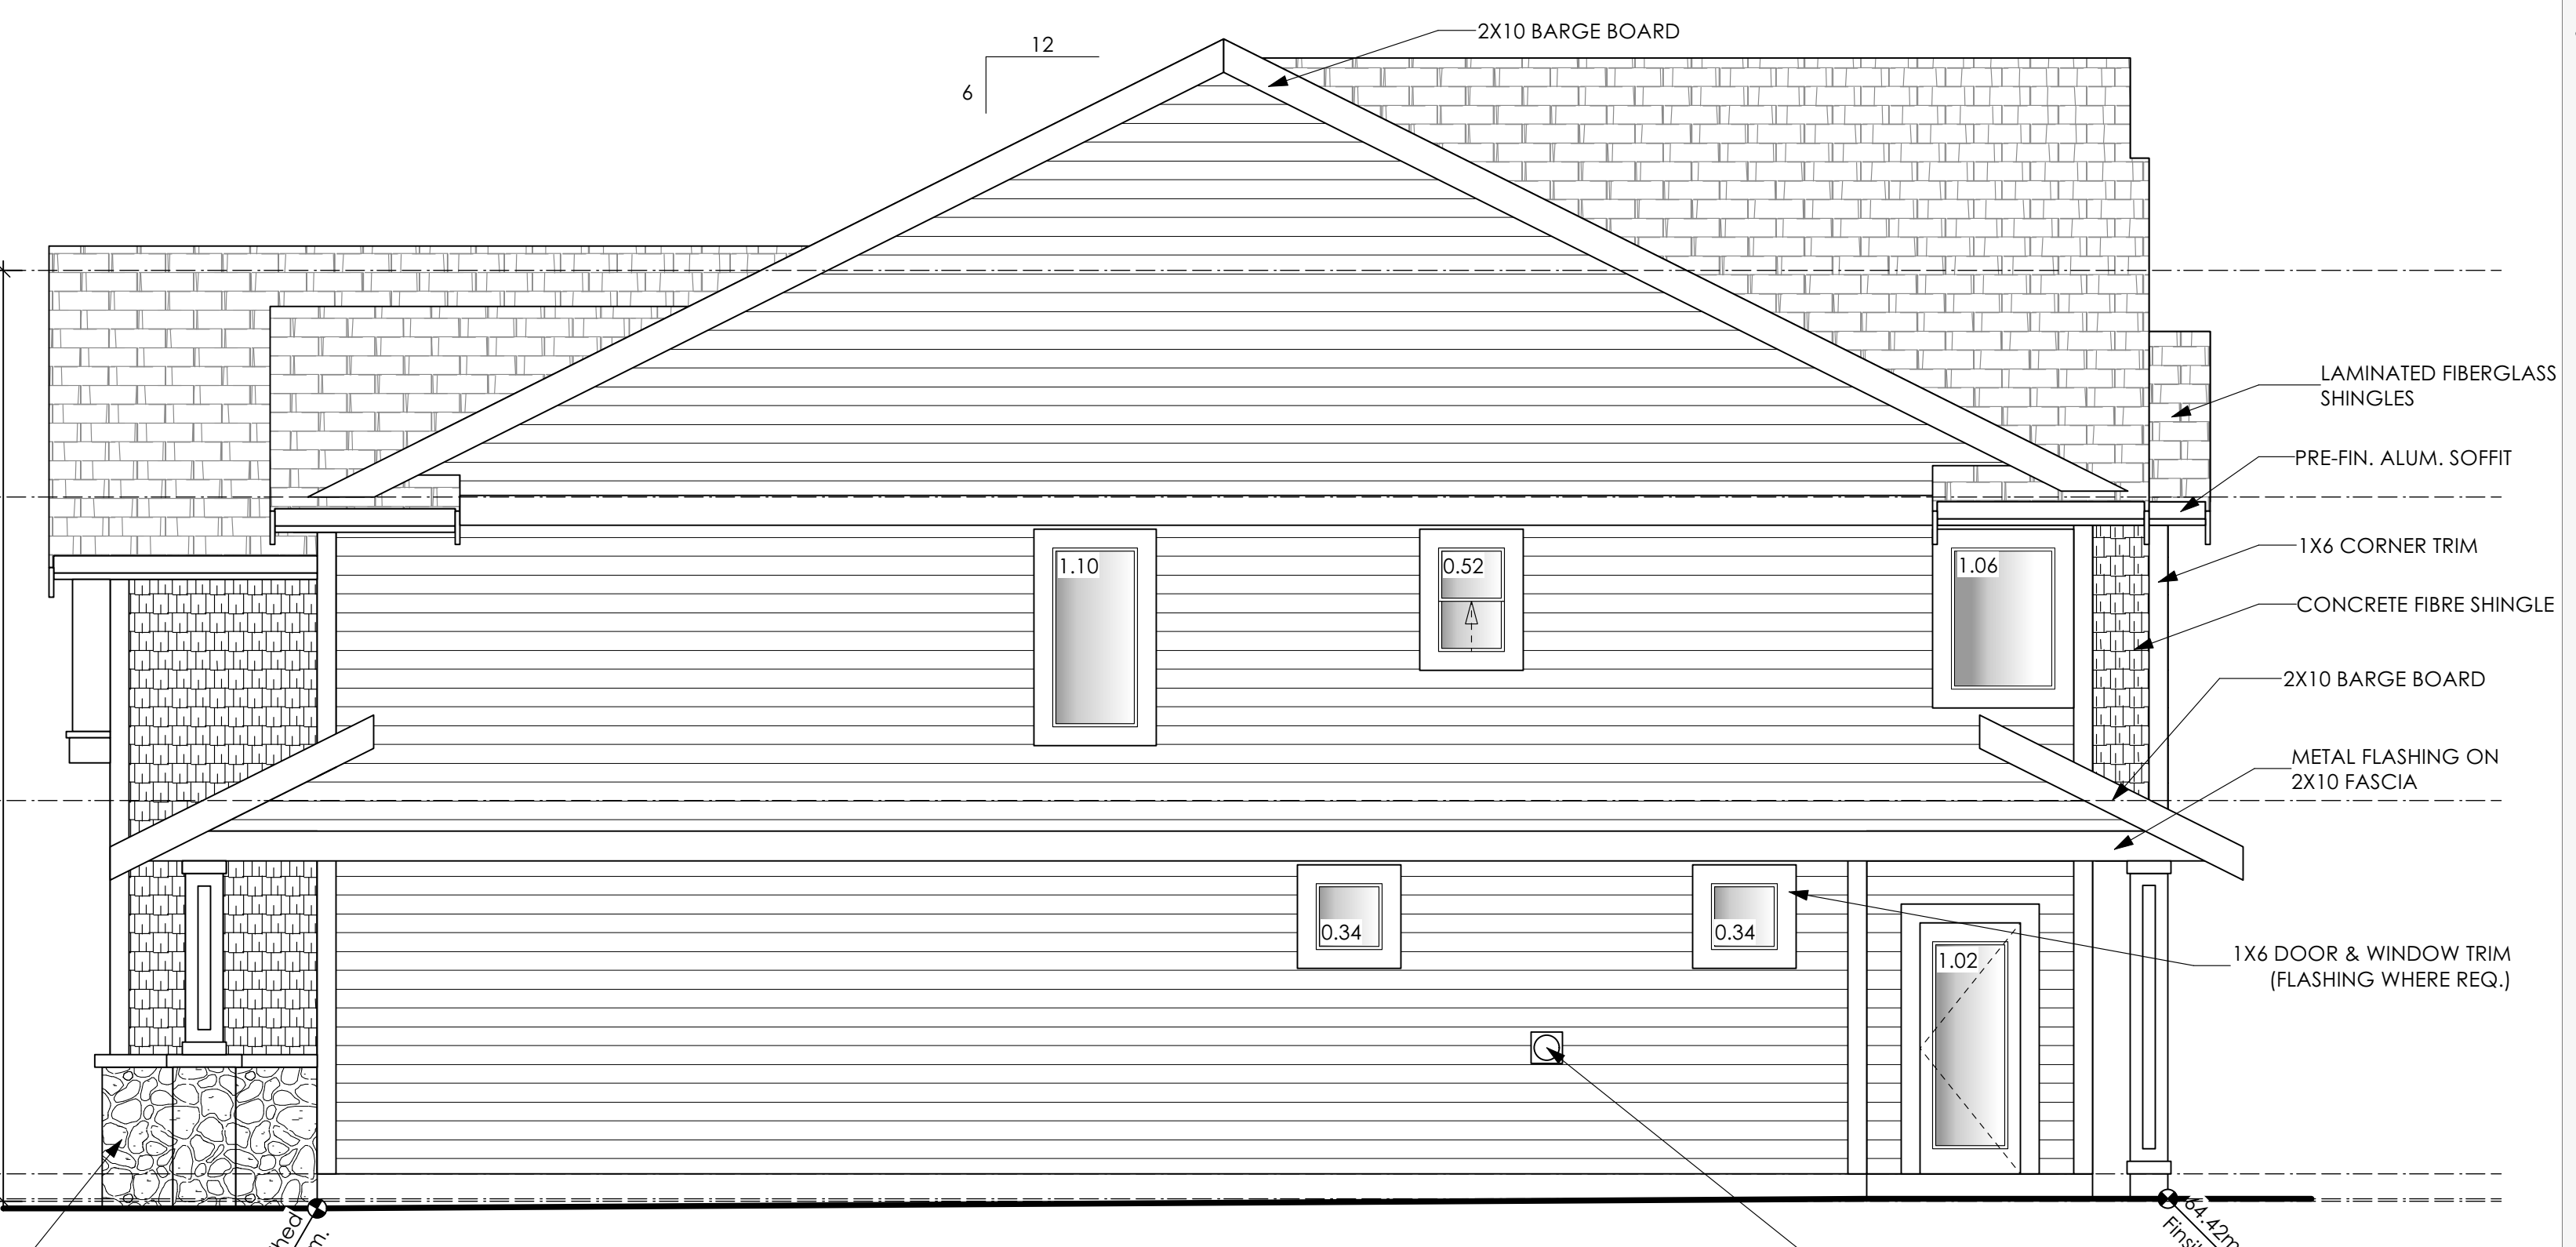 2X10 BARGE BOARD
12
6
LAMINATED FIBERGLASS
SHINGLES
PRE-FIN. ALUM. SOFFIT
1X6 CORNER TRIM
1.10
0.52
1.06
CONCRETE FIBRE SHINGLE
2X10 BARGE BOARD
METAL FLASHING ON
2X10 FASCIA
0.34
0.34
1.02
1X6 DOOR & WINDOW TRIM
(FLASHING WHERE REQ.)
64.42m
m.